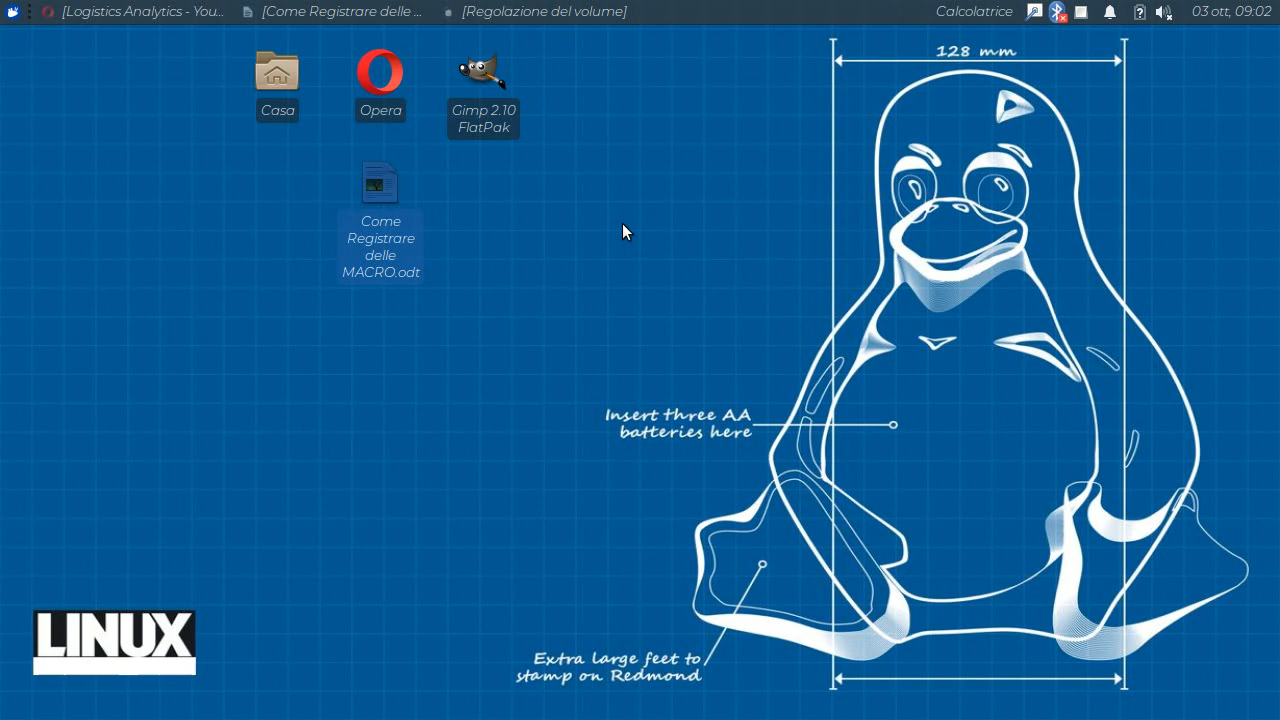 [Logistics Analytics - You... [Come Registrare delle ... [Regolazione del volume] Calcolatrice 03 ott, 09:02
128 mm
Casa
Opera
Gimp 2.10
FlatPak
Come
Registrare
delle
MACRO.odt
Insert three AA
batteries here
LINUX
Extra large feet to
stamp on Redmond